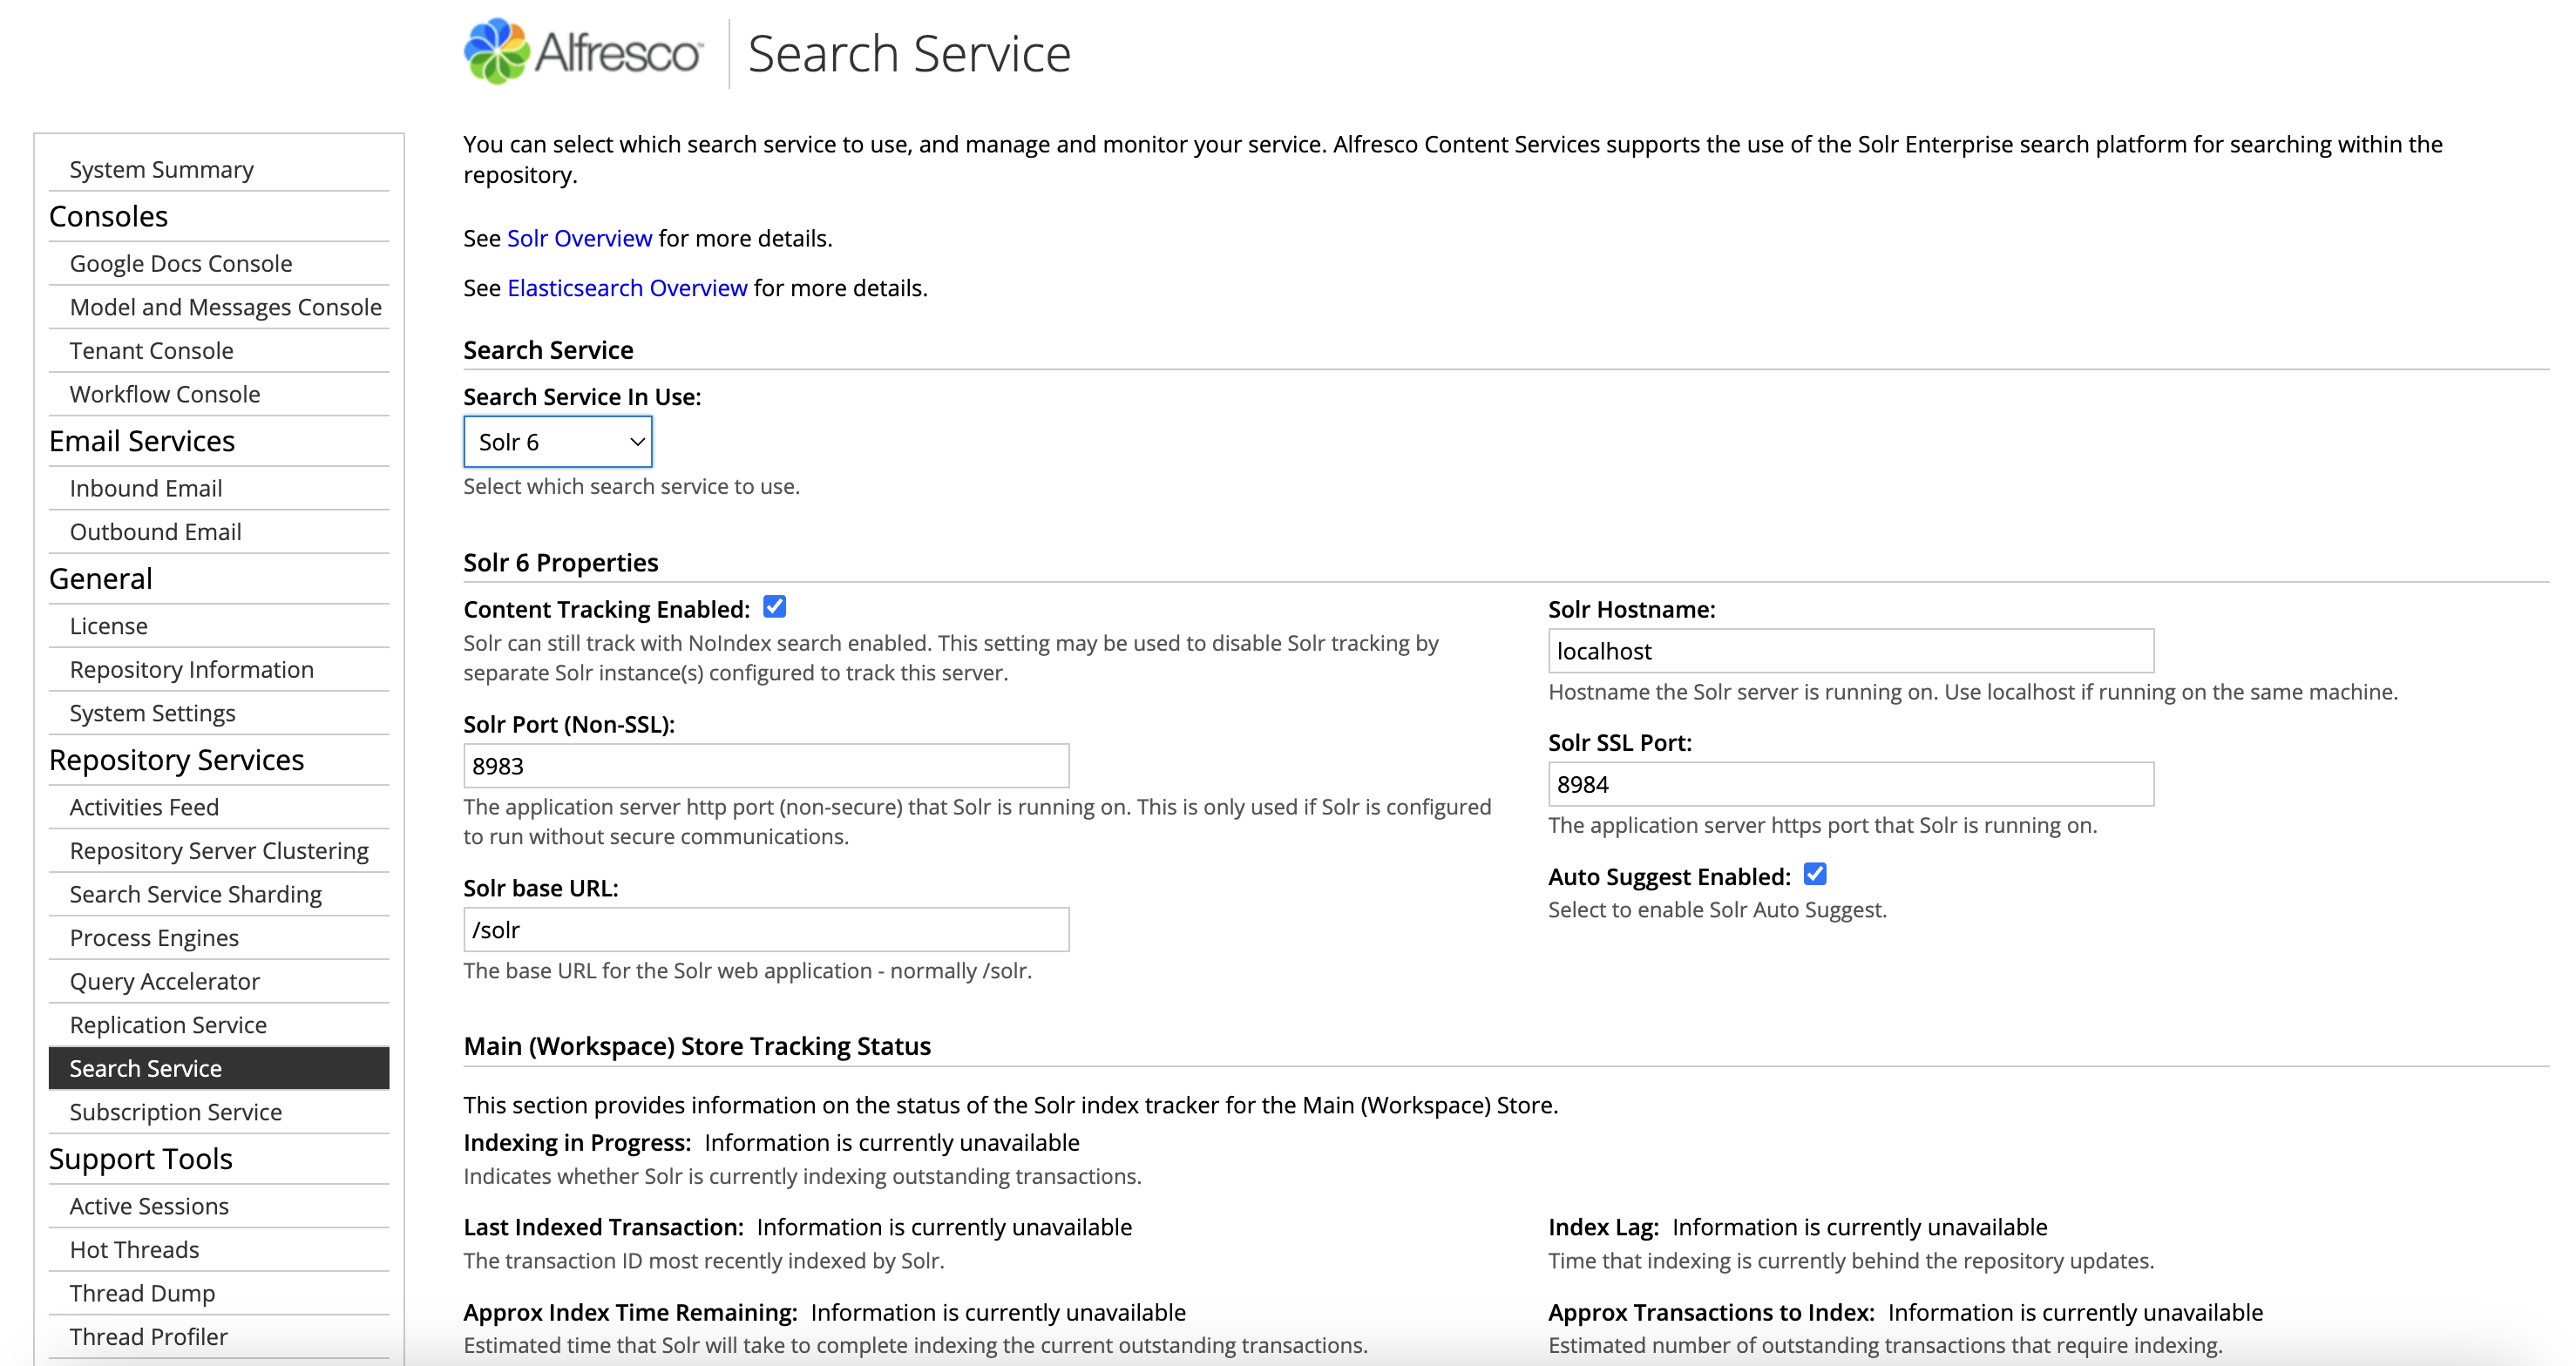 Alfresco™ Search Service
System Summary
Consoles
Google Docs Console
Model and Messages Console
Tenant Console
Workflow Console
Email Services
Inbound Email
Outbound Email
General
License
Repository Information
System Settings
Repository Services
Activities Feed
Repository Server Clustering
Search Service Sharding
Process Engines
Query Accelerator
Replication Service
Search Service
Subscription Service
Support Tools
Active Sessions
Hot Threads
Thread Dump
Thread Profiler
You can select which search service to use, and manage and monitor your service. Alfresco Content Services supports the use of the Solr Enterprise search platform for searching within the
repository.
See Solr Overview for more details.
See Elasticsearch Overview for more details.
Search Service
Search Service In Use:
Solr 6
Select which search service to use.
Solr 6 Properties
Content Tracking Enabled:
Solr can still track with NoIndex search enabled. This setting may be used to disable Solr tracking by
separate Solr instance(s) configured to track this server.
Solr Port (Non-SSL):
8983
The application server http port (non-secure) that Solr is running on. This is only used if Solr is configured
to run without secure communications.
Solr base URL:
/solr
The base URL for the Solr web application - normally /solr.
Solr Hostname:
localhost
Hostname the Solr server is running on. Use localhost if running on the same machine.
Solr SSL Port:
8984
The application server https port that Solr is running on.
Auto Suggest Enabled:
Select to enable Solr Auto Suggest.
Main (Workspace) Store Tracking Status
This section provides information on the status of the Solr index tracker for the Main (Workspace) Store.
Indexing in Progress: Information is currently unavailable
Indicates whether Solr is currently indexing outstanding transactions.
Last Indexed Transaction: Information is currently unavailable
The transaction ID most recently indexed by Solr.
Index Lag: Information is currently unavailable
Time that indexing is currently behind the repository updates.
Approx Index Time Remaining: Information is currently unavailable
Estimated time that Solr will take to complete indexing the current outstanding transactions.
Approx Transactions to Index: Information is currently unavailable
Estimated number of outstanding transactions that require indexing.